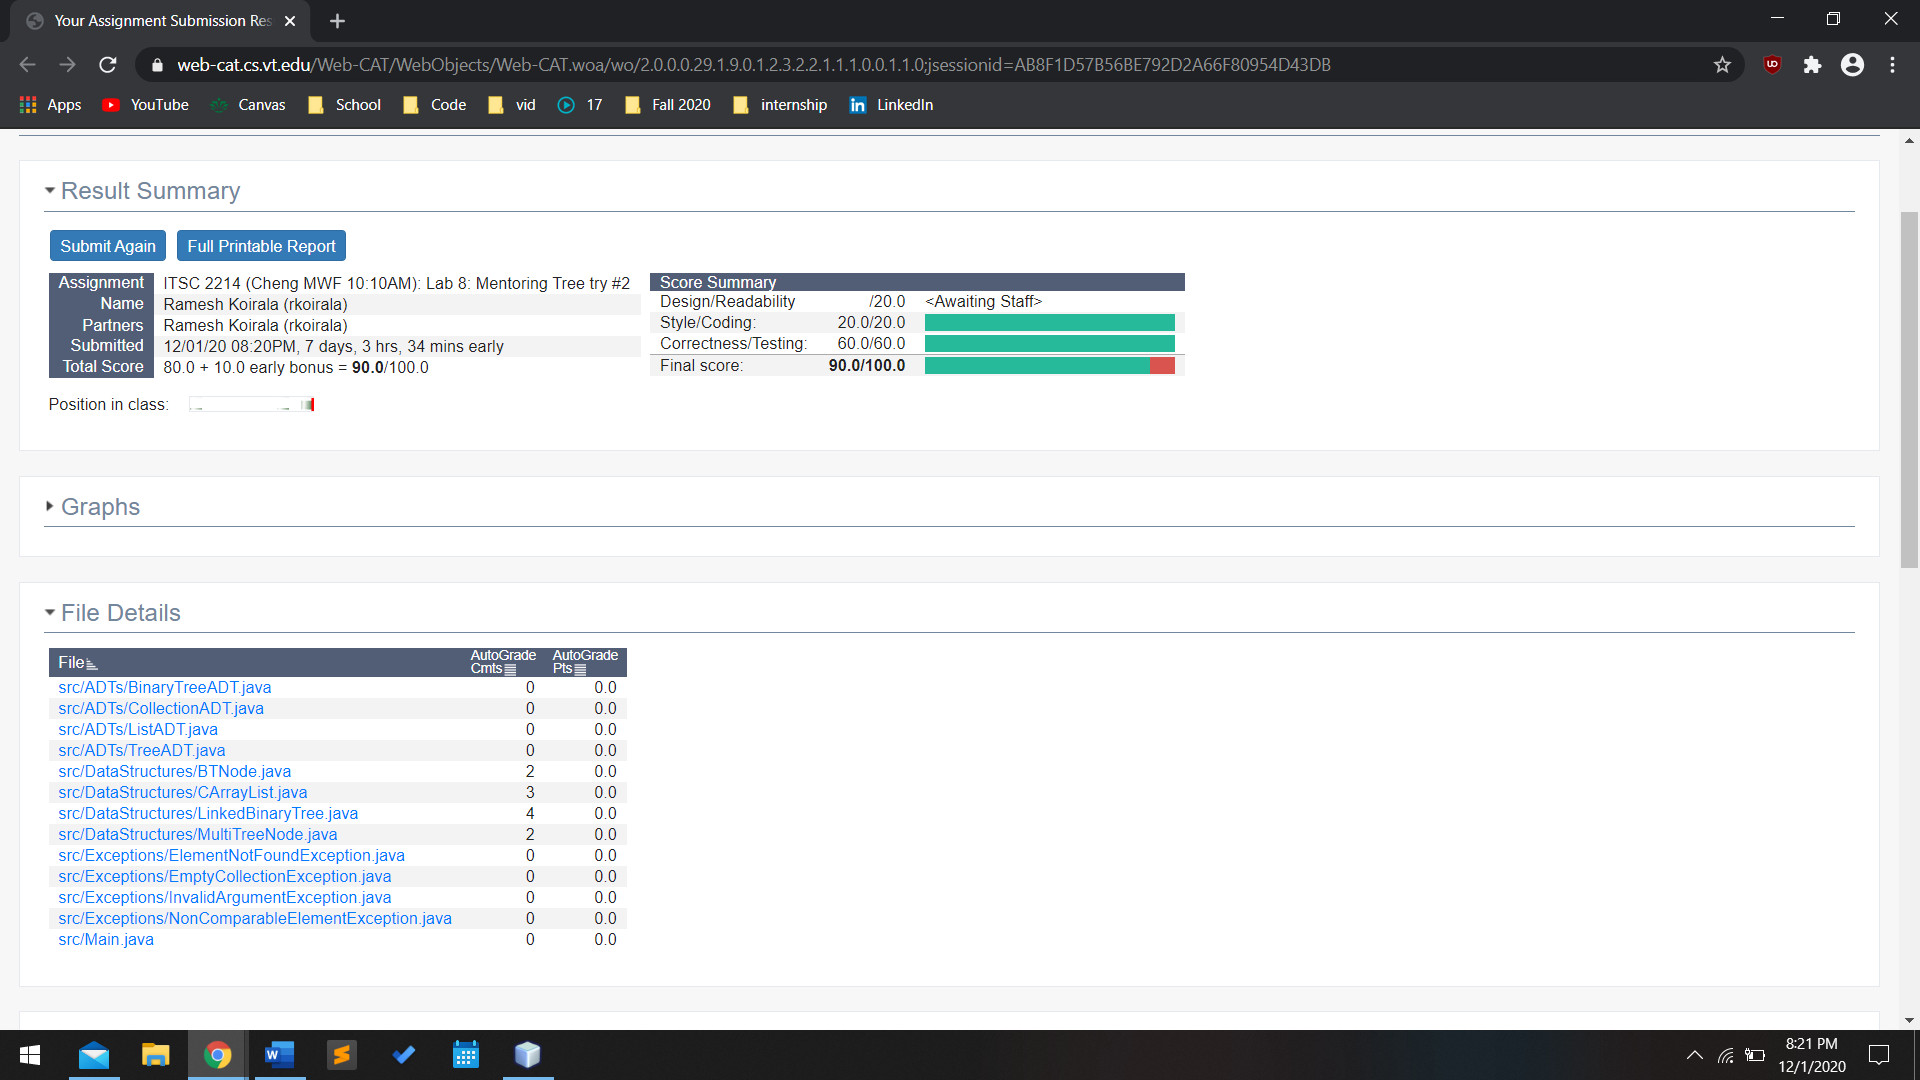 Your Assignment Submission Res
web-cat.cs.vt.edu/Web-CAT/WebObjects/Web-CAT.woa/wo/2.0.0.0.29.1.9.0.1.2.3.2.2.1.1.1.0.0.1.1.0;jsessionid=AB8F1D57B56BE792D2A66F80954D43DB
Apps YouTube Canvas School Code vid 17 Fall 2020 internship LinkedIn
Result Summary
Submit Again Full Printable Report
Assignment ITSC 2214 (Cheng MWF 10:10AM): Lab 8: Mentoring Tree try #2
Name Ramesh Koirala (rkoirala)
Partners Ramesh Koirala (rkoirala)
Submitted 12/01/20 08:20PM, 7 days, 3 hrs, 34 mins early
Total Score 80.0 + 10.0 early bonus = 90.0/100.0
Score Summary
Design/Readability /20.0 <Awaiting Staff>
Style/Coding: 20.0/20.0
Correctness/Testing: 60.0/60.0
Final score: 90.0/100.0
Position in class:
Graphs
File Details
File AutoGrade Cmts AutoGrade Pts
src/ADTs/BinaryTreeADT.java 0 0.0
src/ADTs/CollectionADT.java 0 0.0
src/ADTs/ListADT.java 0 0.0
src/ADTs/TreeADT.java 0 0.0
src/DataStructures/BTNode.java 2 0.0
src/DataStructures/CArrayList.java 3 0.0
src/DataStructures/LinkedBinaryTree.java 4 0.0
src/DataStructures/MultiTreeNode.java 2 0.0
src/Exceptions/ElementNotFoundException.java 0 0.0
src/Exceptions/EmptyCollectionException.java 0 0.0
src/Exceptions/InvalidArgumentException.java 0 0.0
src/Exceptions/NonComparableElementException.java 0 0.0
src/Main.java 0 0.0
8:21 PM
12/1/2020